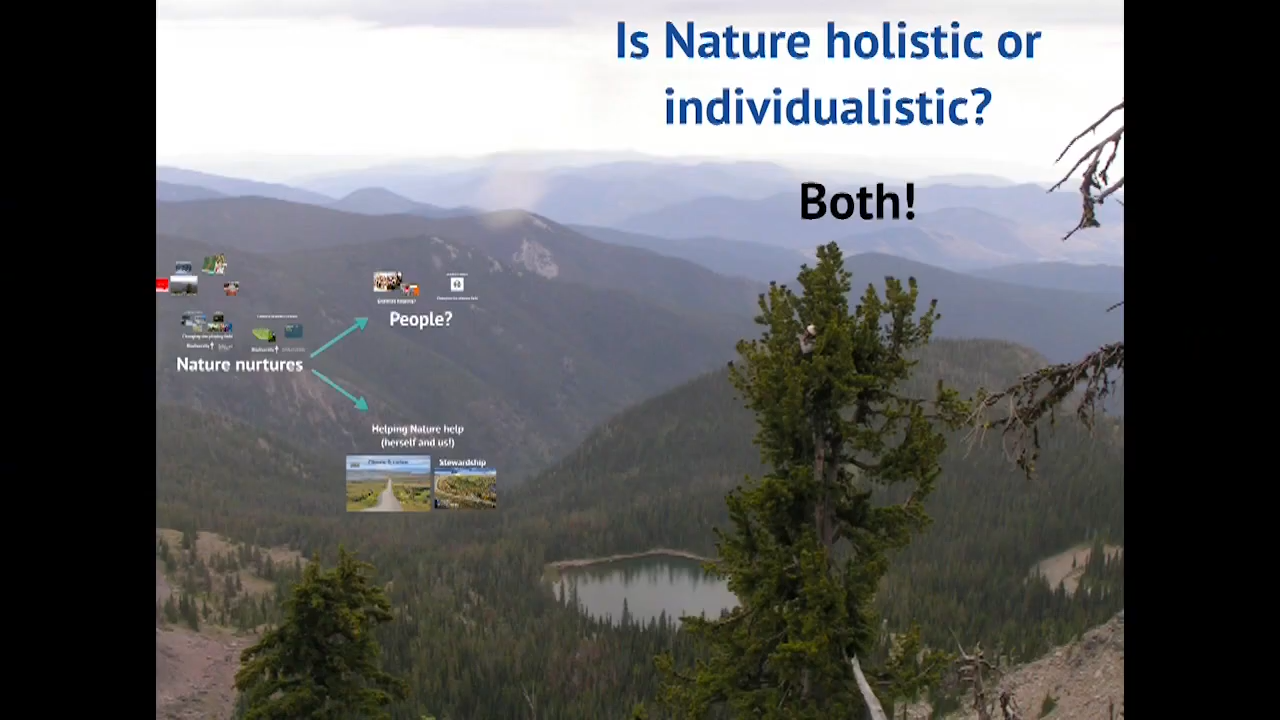 Is Nature holistic or
individualistic?
Both!
People?
Nature nurtures
Helping Nature help
(herself and us!)
Stewardship